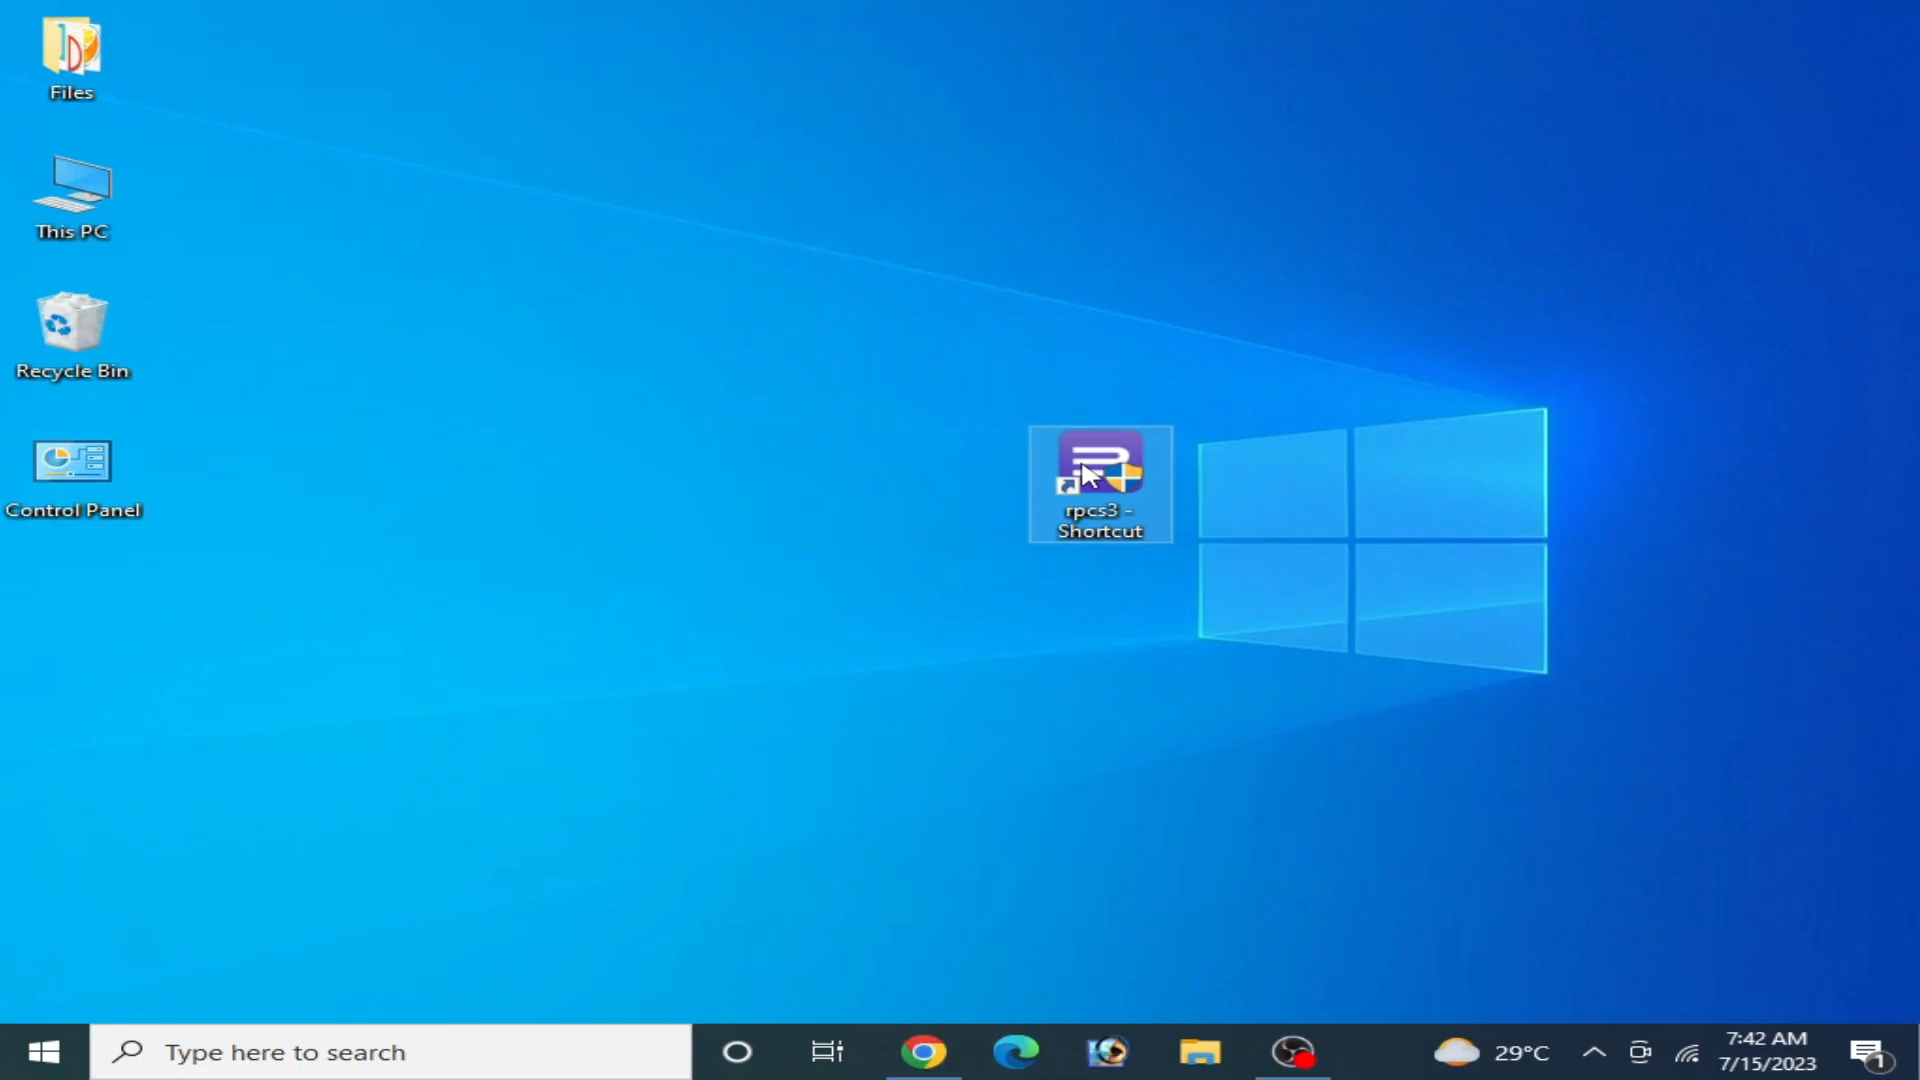 Files
This PC
Recycle Bin
Control Panel
rpcs3 -
Shortcut
Type here to search
29°C
7:42 AM
7/15/2023
1